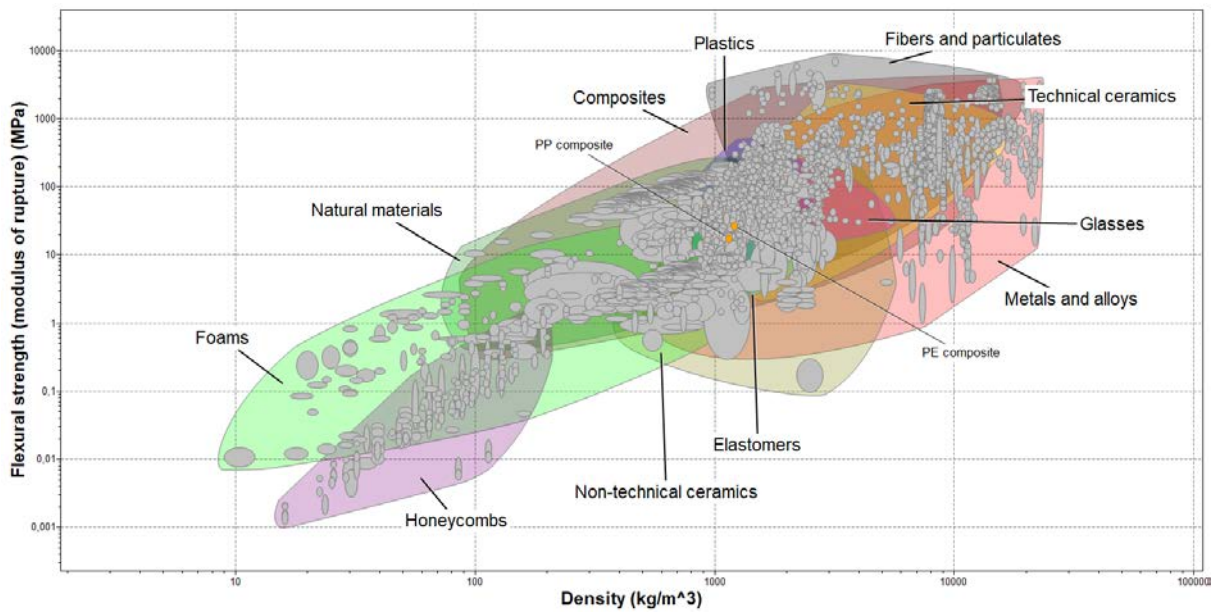 Flexural strength (modulus of rupture) (MPa)
10000
1000
100
10
1
0,1
0,01
0,001
Plastics
Fibers and particulates
Composites
Technical ceramics
PP composite
Natural materials
Glasses
Metals and alloys
Foams
PE composite
Elastomers
Non-technical ceramics
Honeycombs
10
100
1000
10000
Density (kg/m^3)